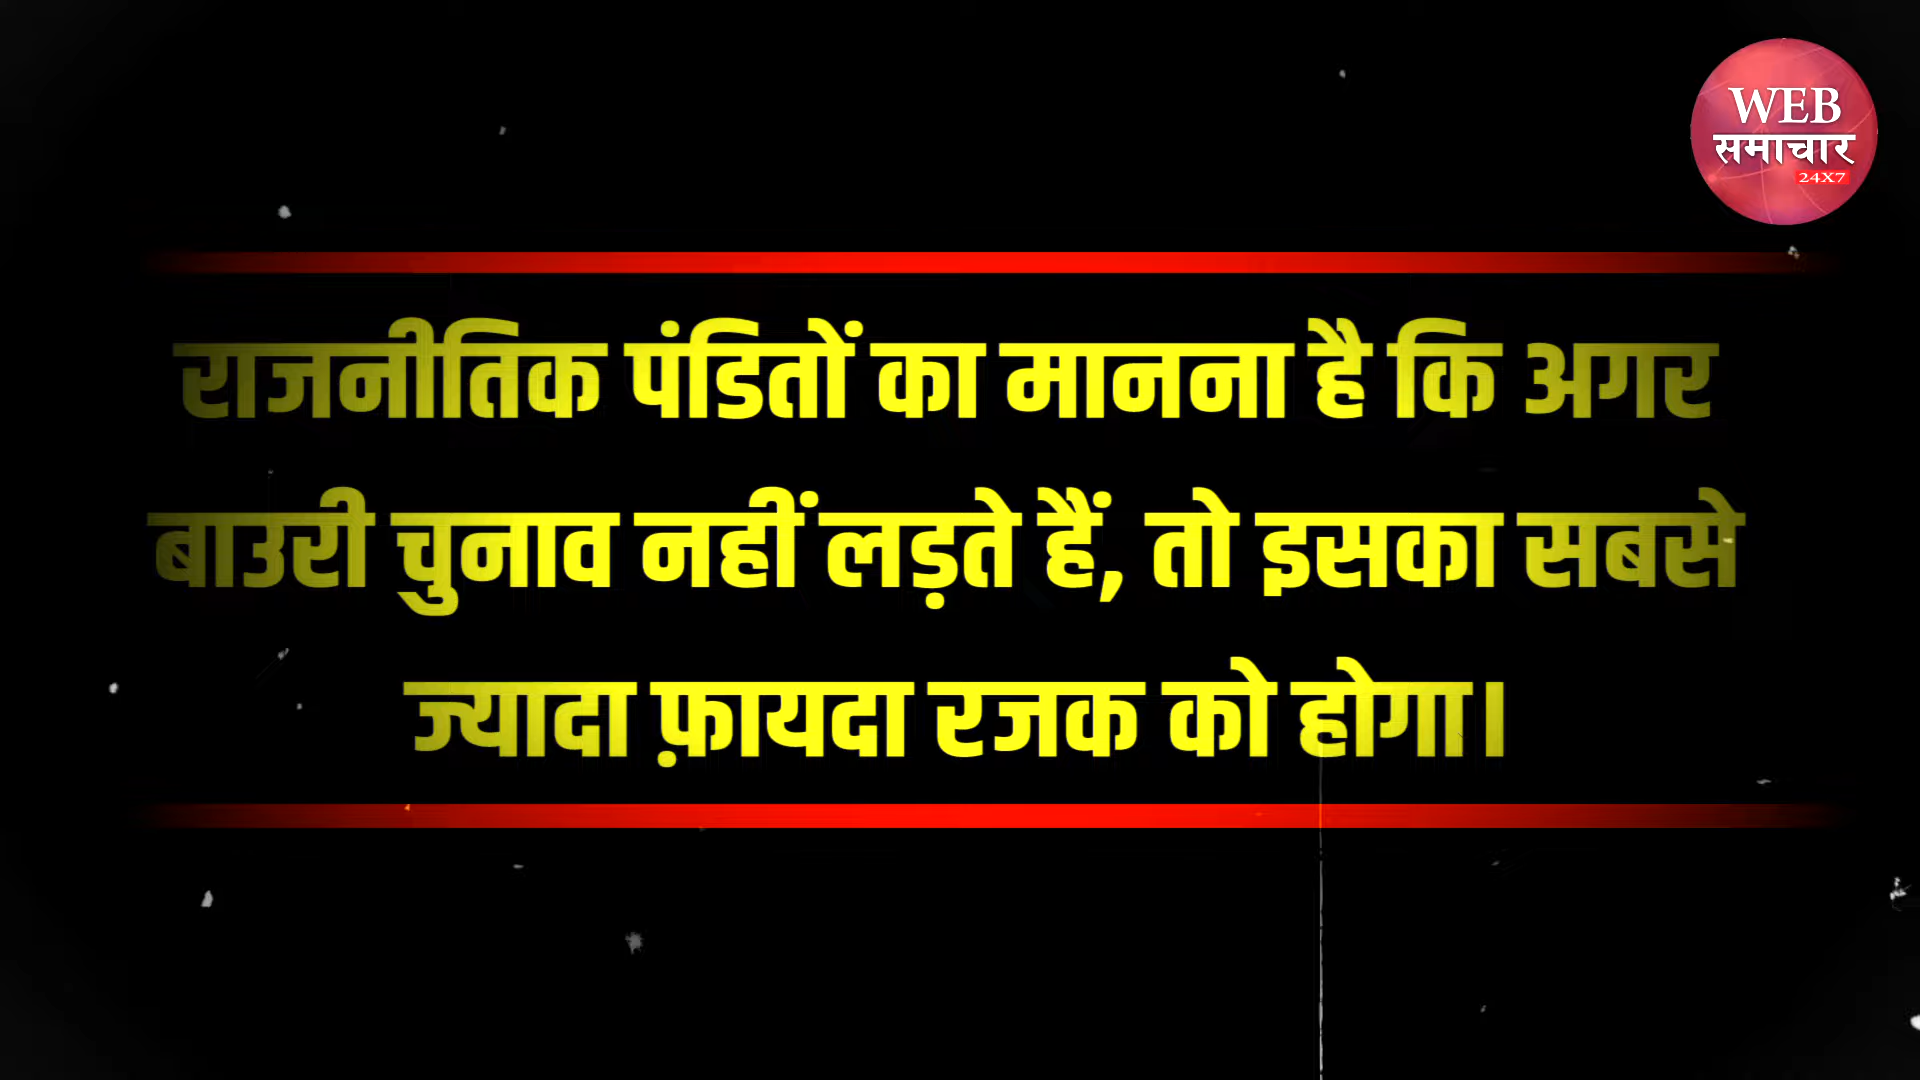 WEB
समाचार
24X7
राजनीतिक पंडितों का मानना है कि अगर
बाउरी चुनाव नहीं लड़ते हैं, तो इसका सबसे
ज्यादा फ़ायदा रजक को होगा।